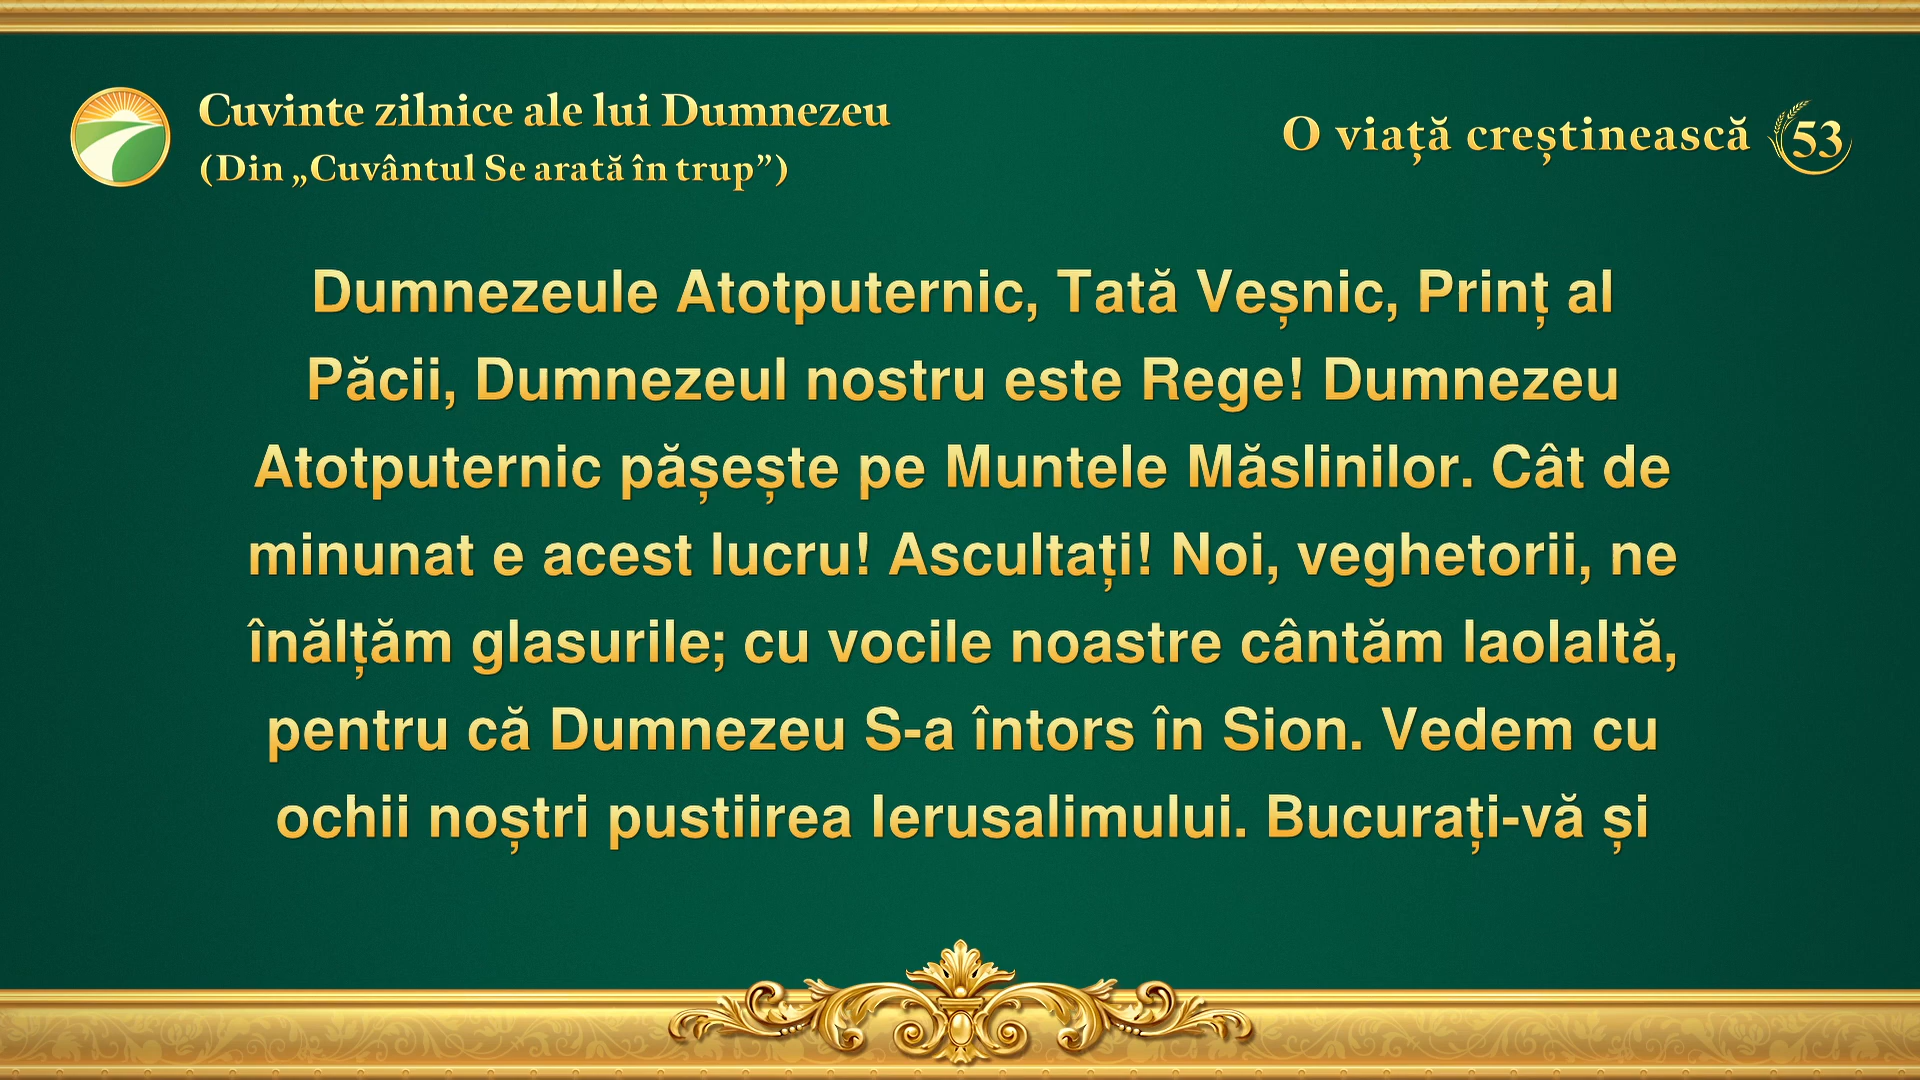 Cuvinte zilnice ale lui Dumnezeu
(Din „Cuvântul Se arată în trup”)
O viață creștinească 53
Dumnezeule Atotputernic, Tată Veșnic, Prinț al
Păcii, Dumnezeul nostru este Rege! Dumnezeu
Atotputernic pășește pe Muntele Măslinilor. Cât de
minunat e acest lucru! Ascultați! Noi, veghetorii, ne
înălțăm glasurile; cu vocile noastre cântăm laolaltă,
pentru că Dumnezeu S-a întors în Sion. Vedem cu
ochii noștri pustiirea Ierusalimului. Bucurați-vă și